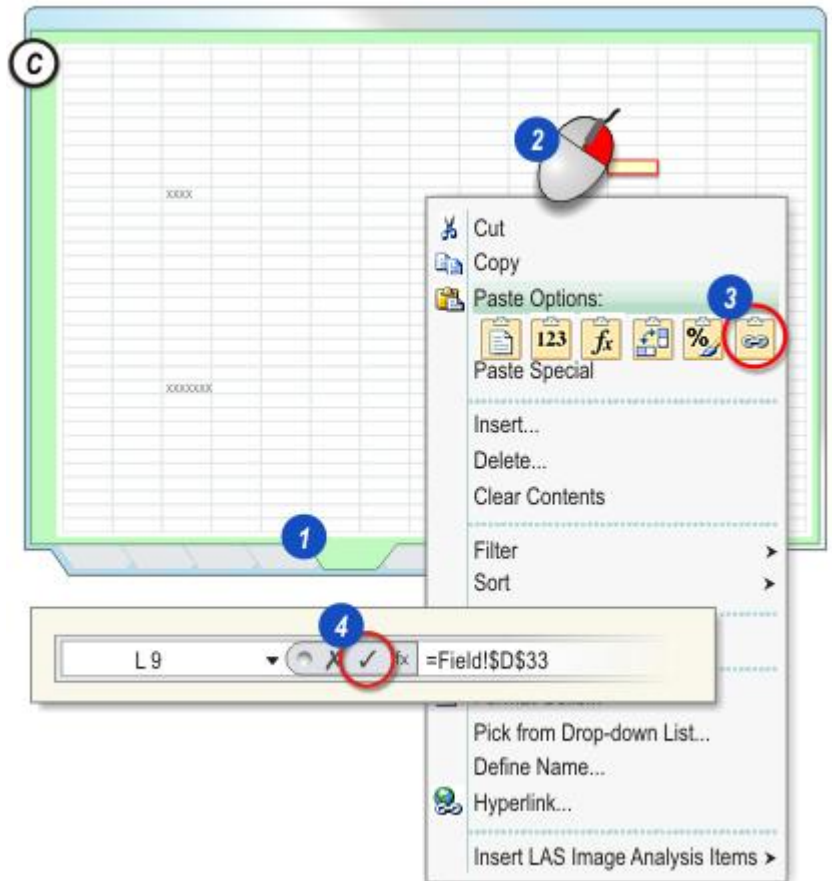 C
2
xxxx
Cut
Copy
Paste Options:
3
123 fx %
Paste Special
xxxxxxx
Insert...
Delete...
Clear Contents
1
Filter
Sort
4
L 9 X ✓ fx =Field!$D$33
Pick from Drop-down List...
Define Name...
Hyperlink...
Insert LAS Image Analysis Items